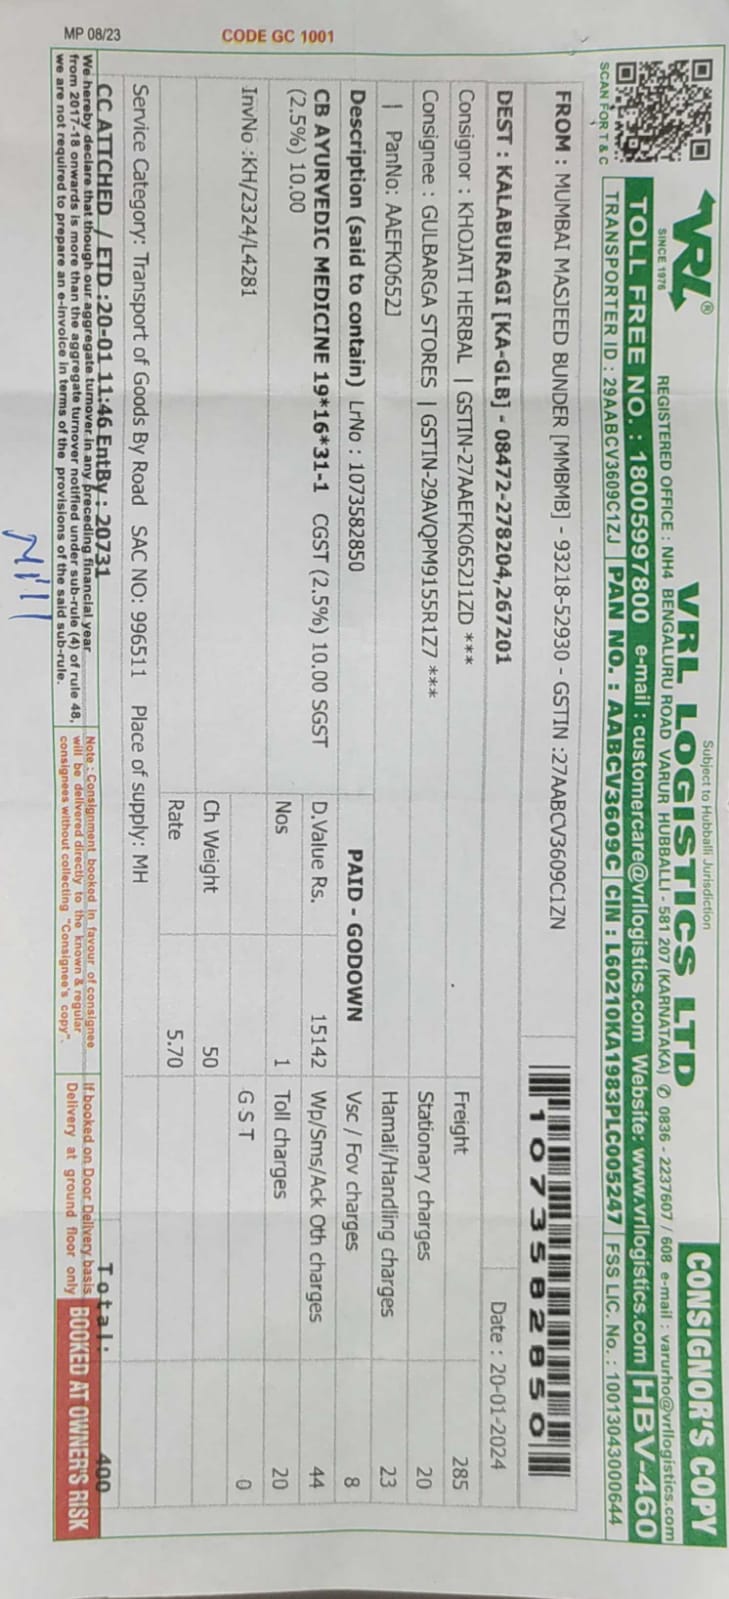 Subject to Hubballi Jurisdiction
CONSIGNOR'S COPY
VRL®
SINCE 1976
VRL LOGISTICS LTD
REGISTERED OFFICE : NH4 BENGALURU ROAD VARUR HUBBALLI - 581 207 (KARNATAKA) ✆ 0836 - 2237607 / 608 e-mail : varurho@vrllogistics.com
TOLL FREE NO. : 18005997800 e-mail : customercare@vrllogistics.com Website: www.vrllogistics.com HBV-460
SCAN FOR T & C
TRANSPORTER ID : 29AABCV3609C1ZJ PAN NO. : AABCV3609C CIN : L60210KA1983PLC005247 FSS LIC. No. : 10013043000644
FROM : MUMBAI MASJEED BUNDER [MMBMB] - 93218-52930 - GSTIN :27AABCV3609C1ZN
1073582850
DEST : KALABURAGI [KA-GLB] - 08472-278204,267201
Date : 20-01-2024
Consignor : KHOJATI HERBAL | GSTIN-27AAEFK0652J1ZD ***
Freight 285
Consignee : GULBARGA STORES | GSTIN-29AVQPM9155R1Z7 ***
Stationary charges 20
| PanNo: AAEFK0652J
Hamali/Handling charges 23
Description (said to contain) LrNo : 1073582850
PAID - GODOWN
Vsc / Fov charges 8
CB AYURVEDIC MEDICINE 19*16*31-1 CGST (2.5%) 10.00 SGST
(2.5%) 10.00
D.Value Rs. 15142
Wp/Sms/Ack Oth charges 44
Nos 1
Toll charges 20
InvNo :KH/2324/L4281
G S T 0
Ch Weight 50
Rate 5.70
Service Category: Transport of Goods By Road SAC NO: 996511 Place of supply: MH
CC ATTCHED / ETD :20-01 11:46 EntBy : 20731
Total: 400
We hereby declare that though our aggregate turnover in any preceding financial year
from 2017-18 onwards is more than the aggregate turnover notified under sub-rule (4) of rule 48,
we are not required to prepare an e-invoice in terms of the provisions of the said sub-rule.
Note : Consignment booked in favour of consignee
will be delivered directly to the known & regular
consignees without collecting "Consignee's copy".
If booked on Door Delivery basis
Delivery at ground floor only
BOOKED AT OWNER'S RISK
MP 08/23
CODE GC 1001